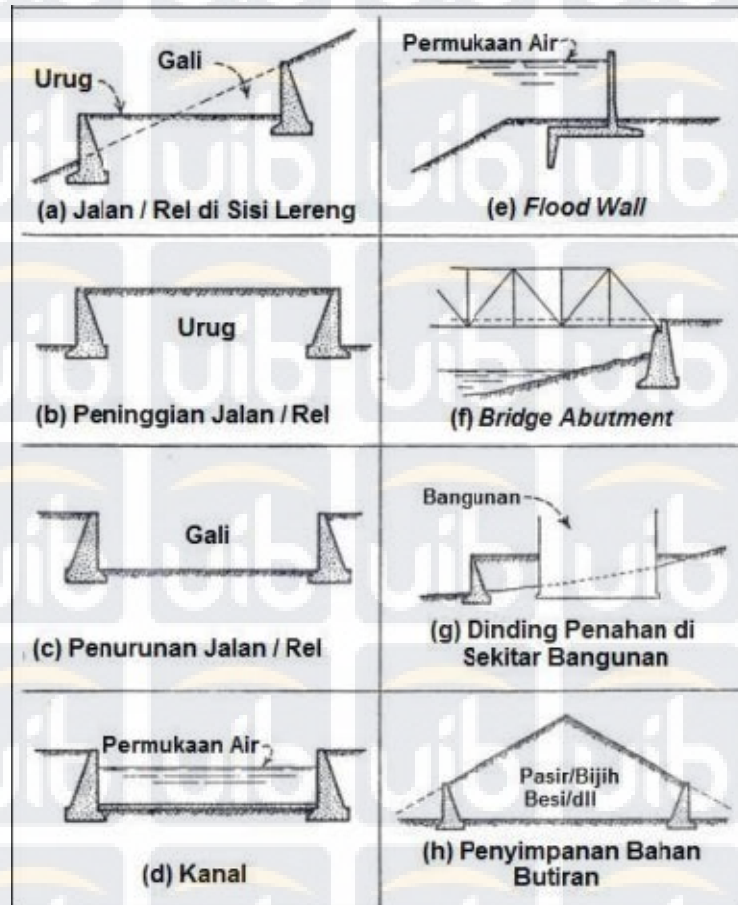 Gali
Urug
(a) Jalan / Rel di Sisi Lereng
Permukaan Air
(e) Flood Wall
Urug
(b) Peninggian Jalan / Rel
(f) Bridge Abutment
Gali
(c) Penurunan Jalan / Rel
Bangunan
(g) Dinding Penahan di
Sekitar Bangunan
Permukaan Air
(d) Kanal
Pasir/Bijih
Besi/dll
(h) Penyimpanan Bahan
Butiran
uib